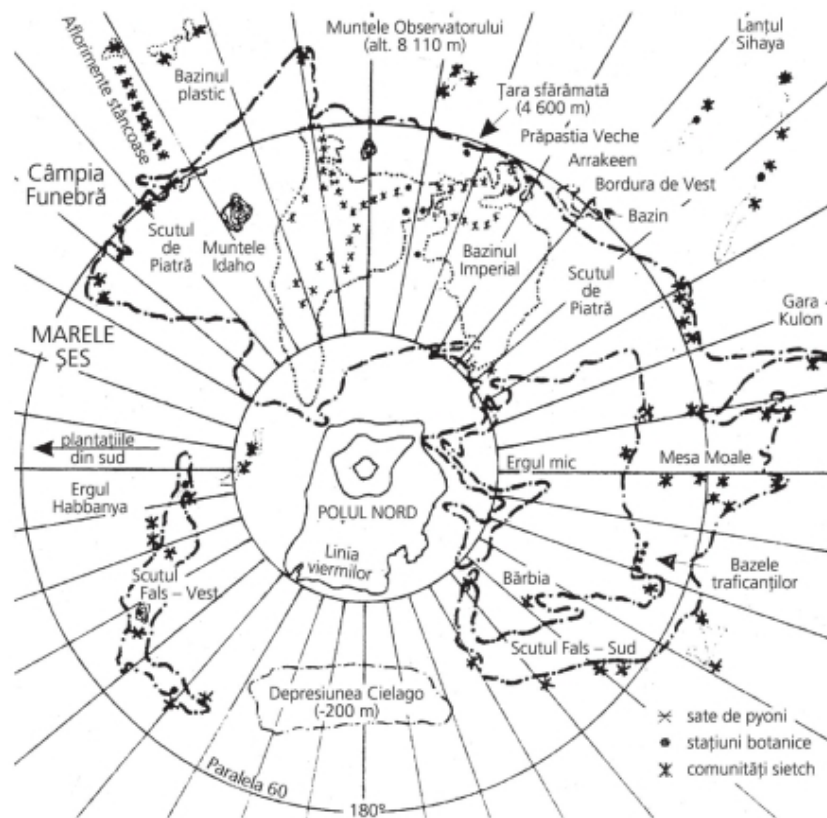 Muntele Observatorului
(alt. 8 110 m)
Lanțul
Sihaya
Aflorimente stâncoase
Bazinul
plastic
Țara sfărâmată
(4 600 m)
Prăpastia Veche
Arrakeen
Bordura de Vest
Bazin
Câmpia
Funebră
Scutul
de
Piatră
Muntele
Idaho
Bazinul
Imperial
Scutul
de
Piatră
Gara
Kulon
MARELE
ȘES
plantațiile
din sud
Ergul mic
Mesa Moale
Ergul
Habbanya
POLUL NORD
Linia
viermilor
Bazele
traficanților
Scutul
Fals – Vest
Bărbia
Scutul Fals – Sud
Depresiunea Cielago
(-200 m)
sate de pyoni
stațiuni botanice
comunități sietch
Paralela 60
180º